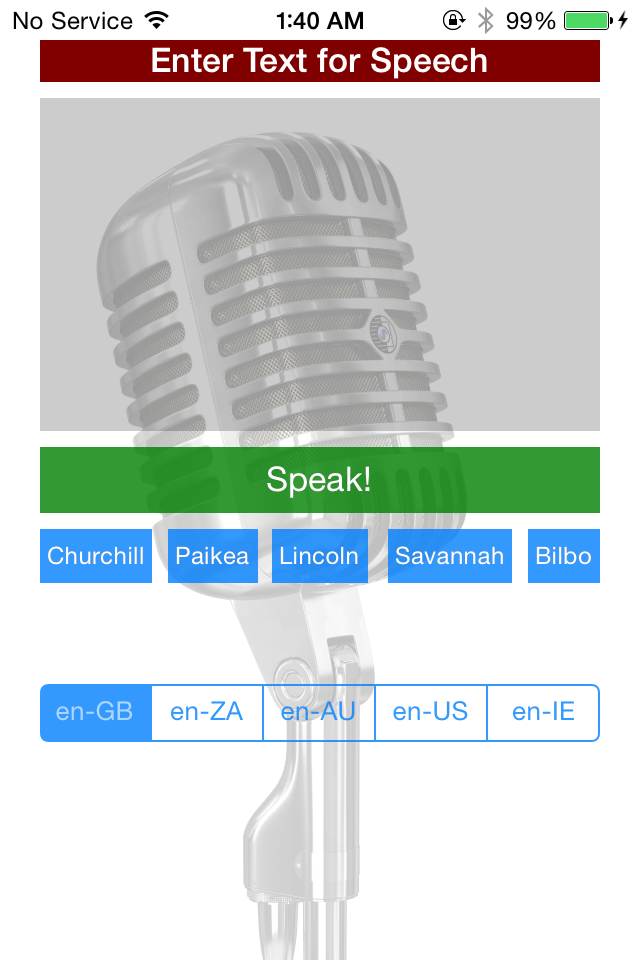 No Service 1:40 AM 99%
Enter Text for Speech
Speak!
Churchill Paikea Lincoln Savannah Bilbo
en-GB en-ZA en-AU en-US en-IE